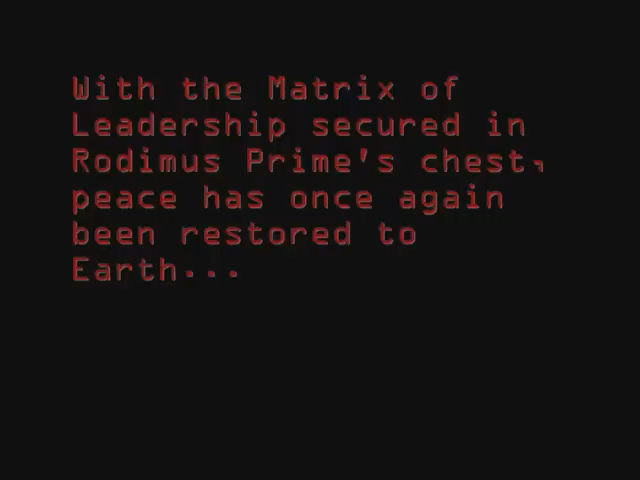 With the Matrix of
Leadership secured in
Rodimus Prime's chest,
peace has once again
been restored to
Earth...